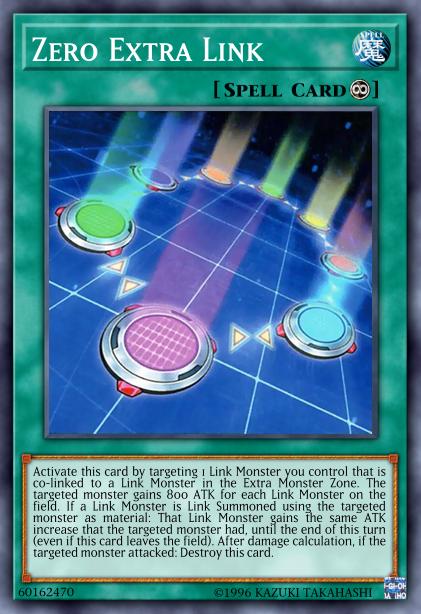 ZERO EXTRA LINK
SPELL
魔
[SPELL CARD]
Activate this card by targeting 1 Link Monster you control that is
co-linked to a Link Monster in the Extra Monster Zone. The
targeted monster gains 800 ATK for each Link Monster on the
field. If a Link Monster is Link Summoned using the targeted
monster as material: That Link Monster gains the same ATK
increase that the targeted monster had, until the end of this turn
(even if this card leaves the field). After damage calculation, if
the targeted monster attacked: Destroy this card.
60162470
©1996 KAZUKI TAKAHASHI